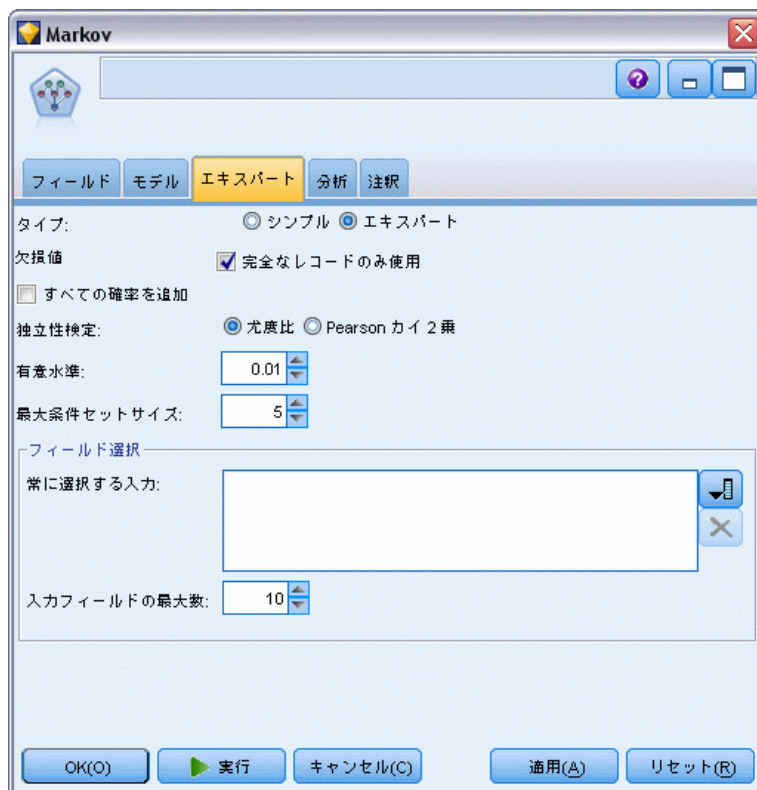 Markov
フィールド モデル エキスパート 分析 注釈
タイプ: シンプル エキスパート
欠損値 完全なレコードのみ使用
すべての確率を追加
独立性検定: 尤度比 Pearson カイ2乗
有意水準: 0.01
最大条件セットサイズ: 5
フィールド選択
常に選択する入力:
入力フィールドの最大数: 10
OK(O) 実行 キャンセル(C) 適用(A) リセット(R)